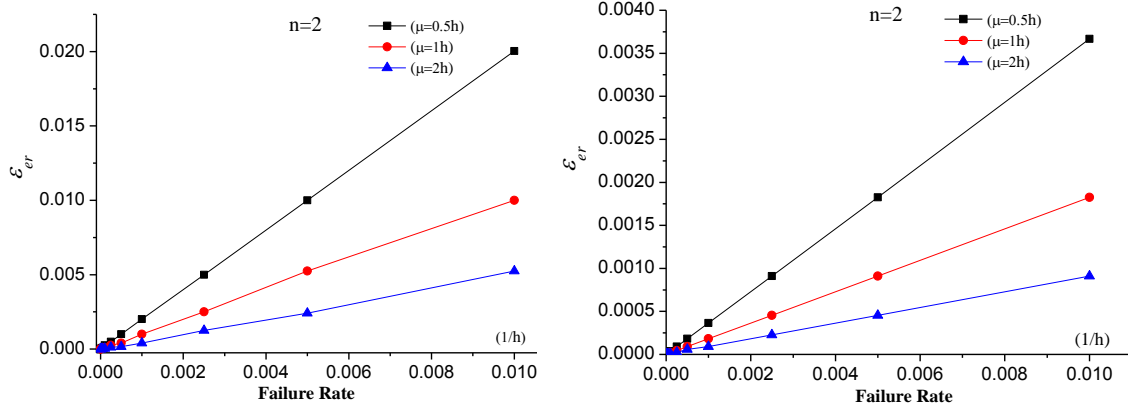 n=2
(μ=0.5h)
(μ=1h)
(μ=2h)
0.020
0.015
0.010
0.005
0.000
ε_er
(1/h)
0.000 0.002 0.004 0.006 0.008 0.010
Failure Rate
n=2
(μ=0.5h)
(μ=1h)
(μ=2h)
0.0040
0.0035
0.0030
0.0025
0.0020
0.0015
0.0010
0.0005
0.0000
ε_er
(1/h)
0.000 0.002 0.004 0.006 0.008 0.010
Failure Rate